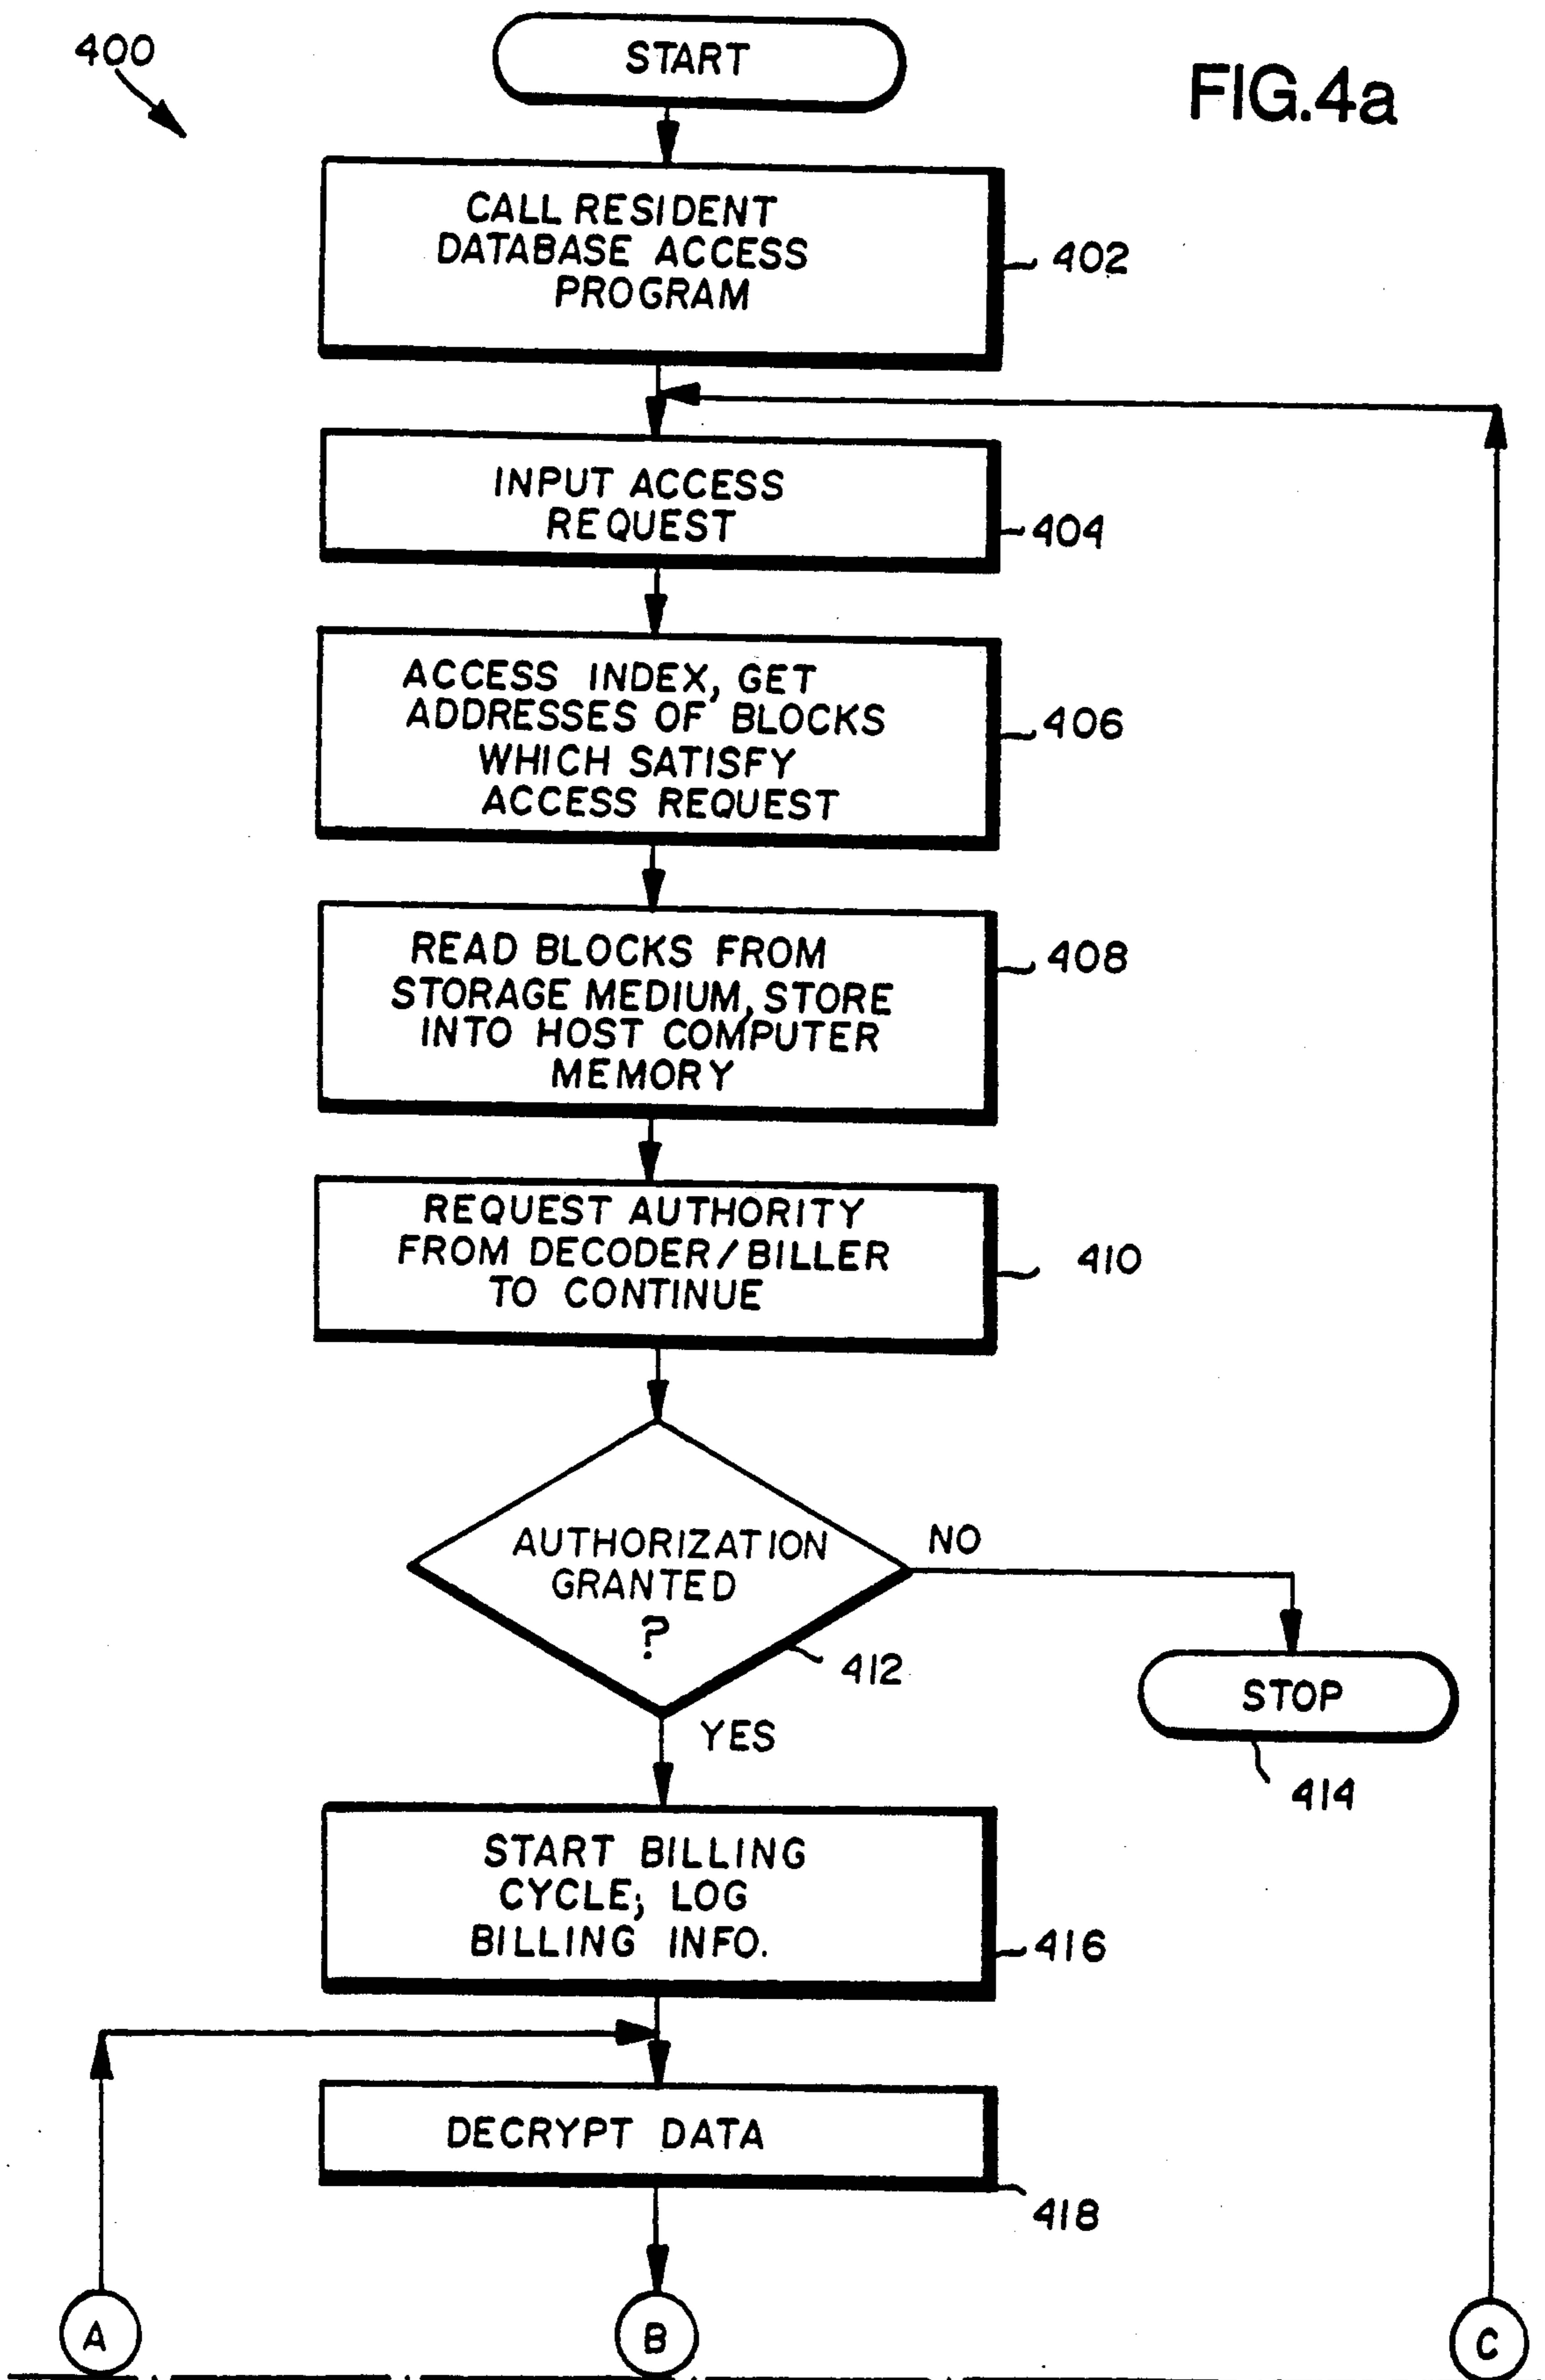 400
START
FIG.4a
CALL RESIDENT
DATABASE ACCESS
PROGRAM
402
INPUT ACCESS
REQUEST
404
ACCESS INDEX, GET
ADDRESSES OF BLOCKS
WHICH SATISFY
ACCESS REQUEST
406
READ BLOCKS FROM
STORAGE MEDIUM, STORE
INTO HOST COMPUTER
MEMORY
408
REQUEST AUTHORITY
FROM DECODER/BILLER
TO CONTINUE
410
AUTHORIZATION
GRANTED
?
412
NO
STOP
414
YES
START BILLING
CYCLE; LOG
BILLING INFO.
416
DECRYPT DATA
418
A
B
C